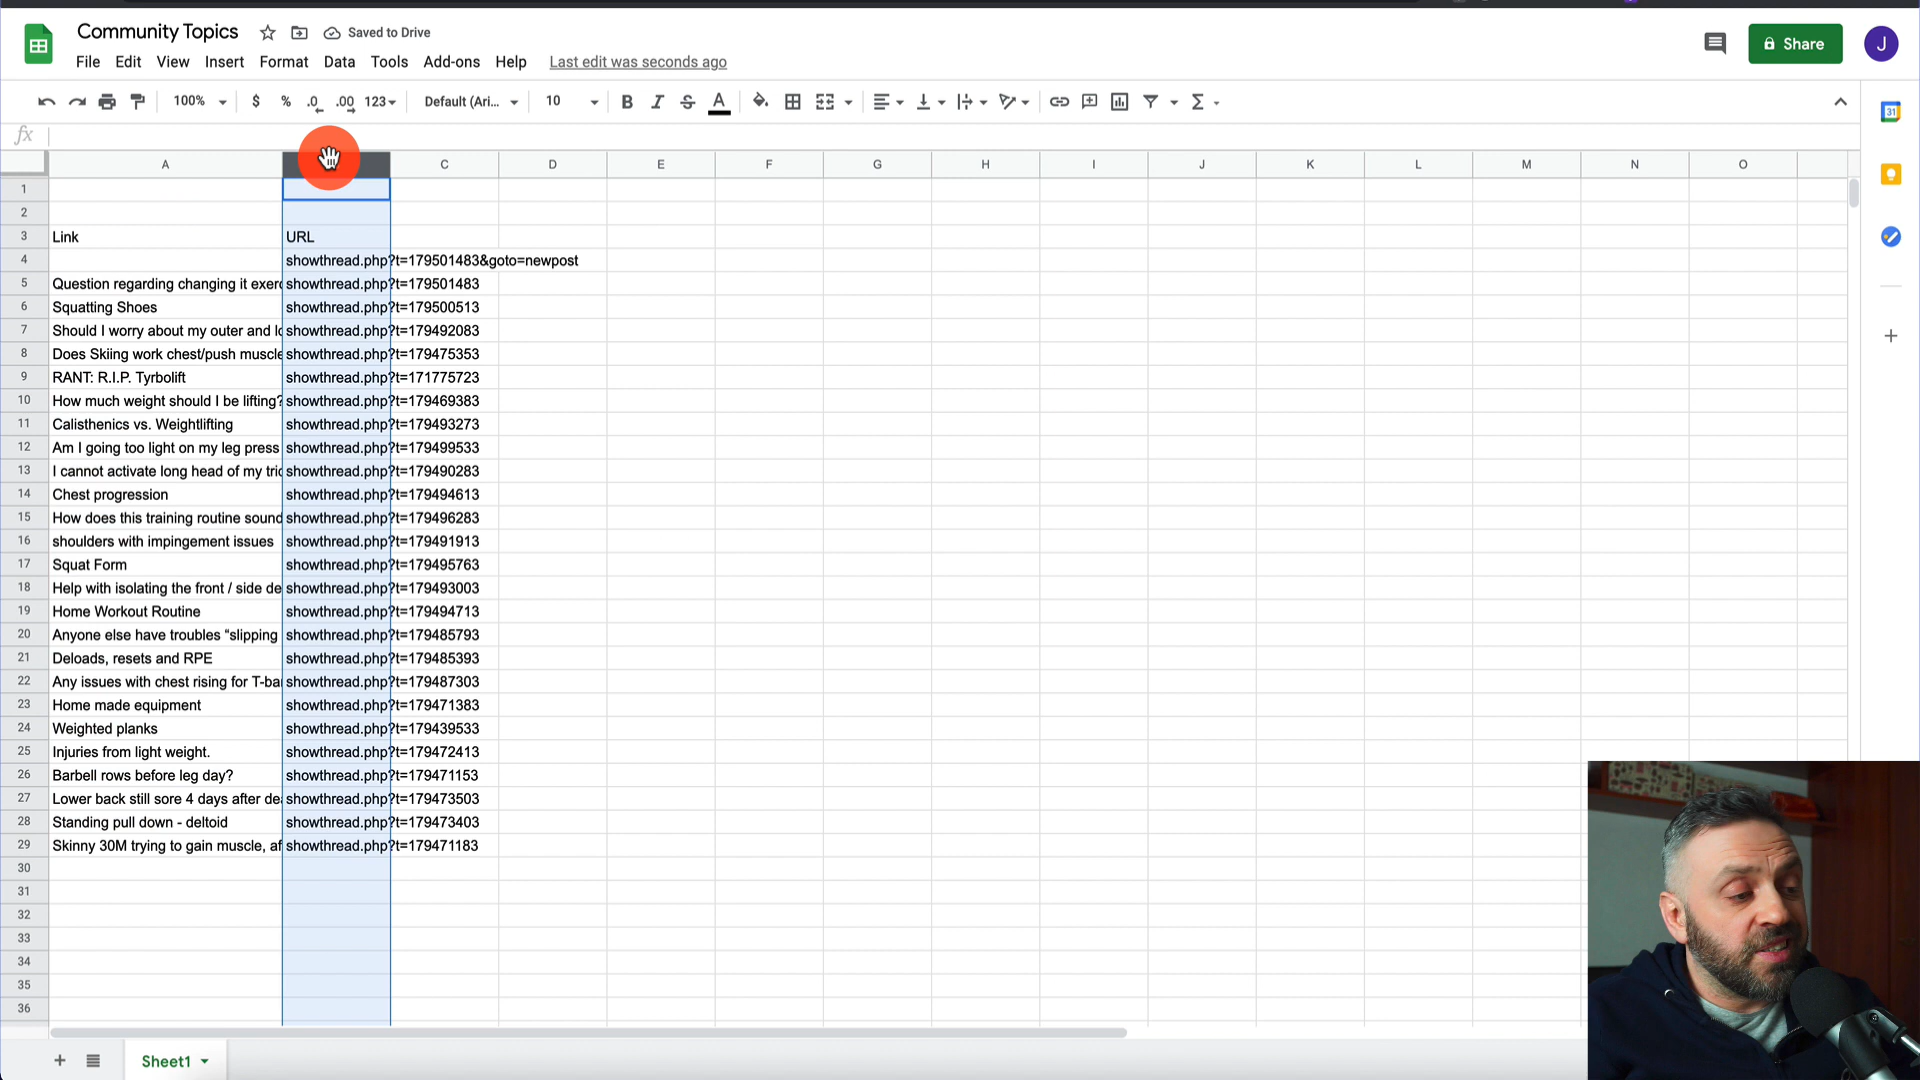 Community Topics Saved to Drive
Share J
File Edit View Insert Format Data Tools Add-ons Help Last edit was seconds ago
100% $ % .0 .00 123 Default (Ari... 10 B I S A Σ
31
fx
A C D E F G H I J K L M N O
1
2
3 Link URL
4 showthread.php?t=179501483&goto=newpost
5 Question regarding changing it exer showthread.php?t=179501483
6 Squatting Shoes showthread.php?t=179500513
7 Should I worry about my outer and lo showthread.php?t=179492083
8 Does Skiing work chest/push muscle showthread.php?t=179475353
9 RANT: R.I.P. Tyrbolift showthread.php?t=171775723
10 How much weight should I be lifting? showthread.php?t=179469383
11 Calisthenics vs. Weightlifting showthread.php?t=179493273
12 Am I going too light on my leg press showthread.php?t=179499533
13 I cannot activate long head of my tric showthread.php?t=179490283
14 Chest progression showthread.php?t=179494613
15 How does this training routine sound showthread.php?t=179496283
16 shoulders with impingement issues showthread.php?t=179491913
17 Squat Form showthread.php?t=179495763
18 Help with isolating the front / side de showthread.php?t=179493003
19 Home Workout Routine showthread.php?t=179494713
20 Anyone else have troubles “slipping showthread.php?t=179485793
21 Deloads, resets and RPE showthread.php?t=179485393
22 Any issues with chest rising for T-ba showthread.php?t=179487303
23 Home made equipment showthread.php?t=179471383
24 Weighted planks showthread.php?t=179439533
25 Injuries from light weight. showthread.php?t=179472413
26 Barbell rows before leg day? showthread.php?t=179471153
27 Lower back still sore 4 days after dea showthread.php?t=179473503
28 Standing pull down - deltoid showthread.php?t=179473403
29 Skinny 30M trying to gain muscle, af showthread.php?t=179471183
30
31
32
33
34
35
36
Sheet1